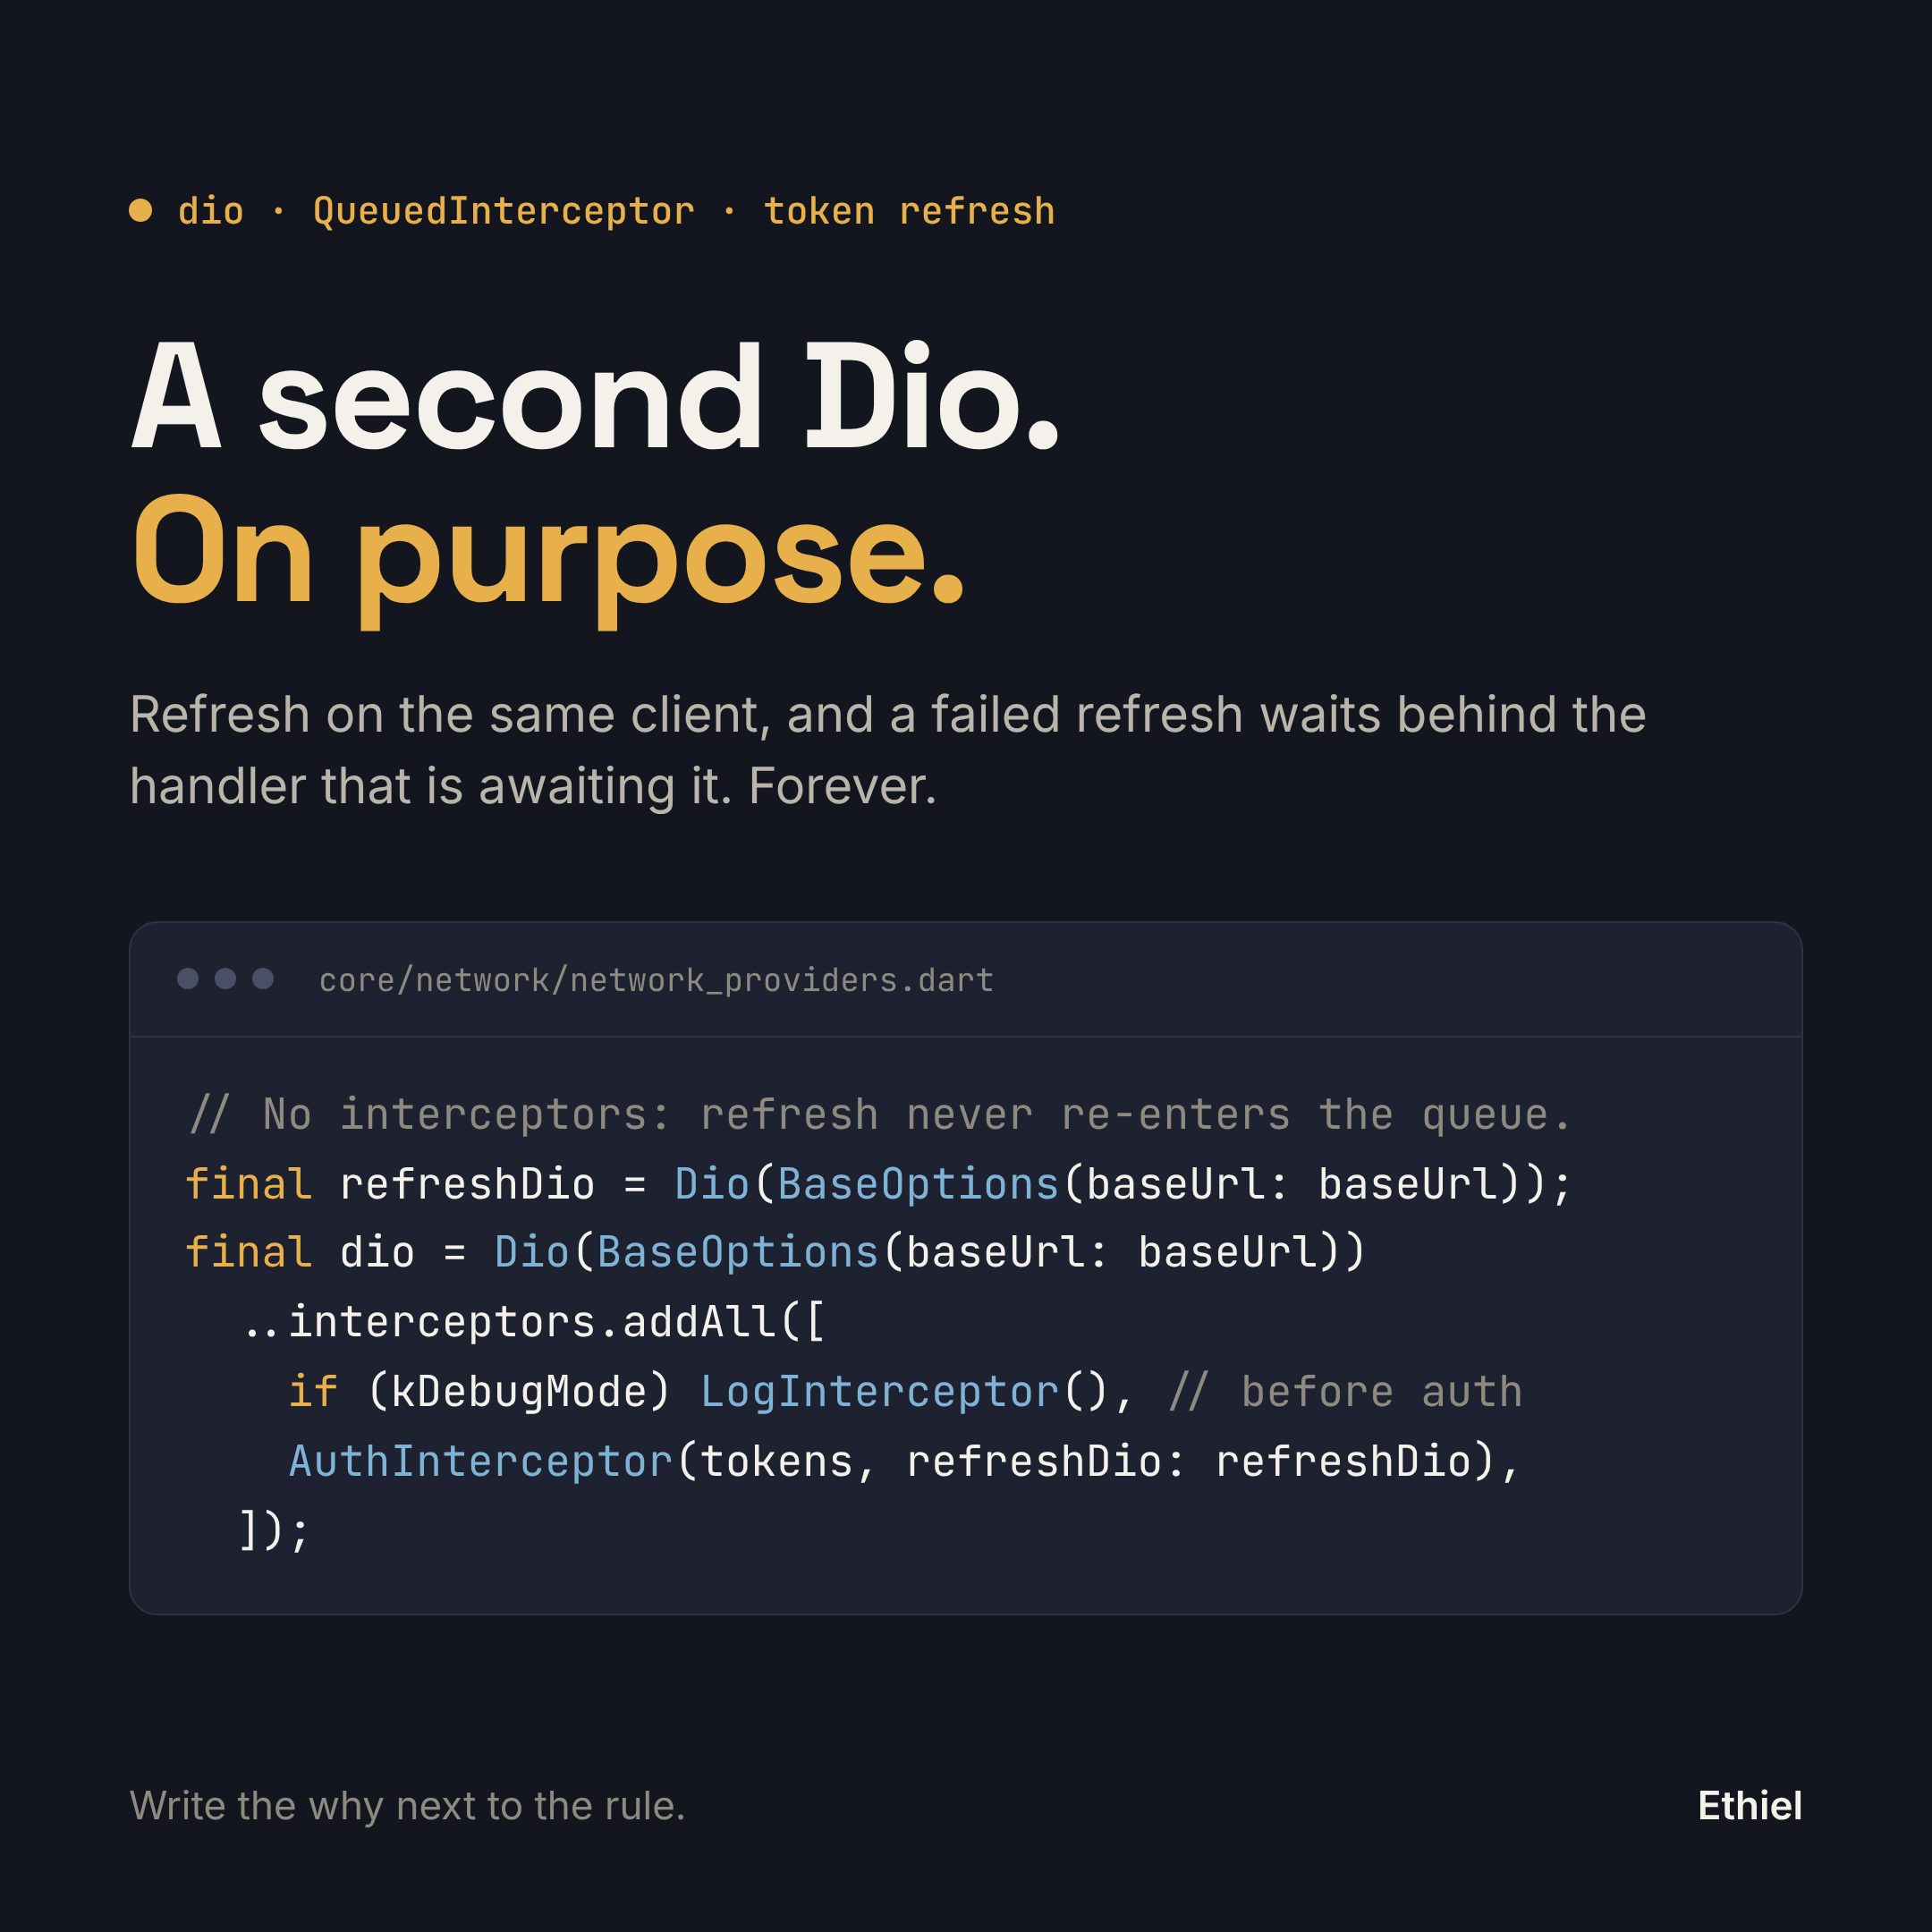 dio · QueuedInterceptor · token refresh
A second Dio.
On purpose.
Refresh on the same client, and a failed refresh waits behind the
handler that is awaiting it. Forever.
core/network/network_providers.dart
// No interceptors: refresh never re-enters the queue.
final refreshDio = Dio(BaseOptions(baseUrl: baseUrl));
final dio = Dio(BaseOptions(baseUrl: baseUrl))
  ..interceptors.addAll([
    if (kDebugMode) LogInterceptor(), // before auth
    AuthInterceptor(tokens, refreshDio: refreshDio),
  ]);
Write the why next to the rule.
Ethiel